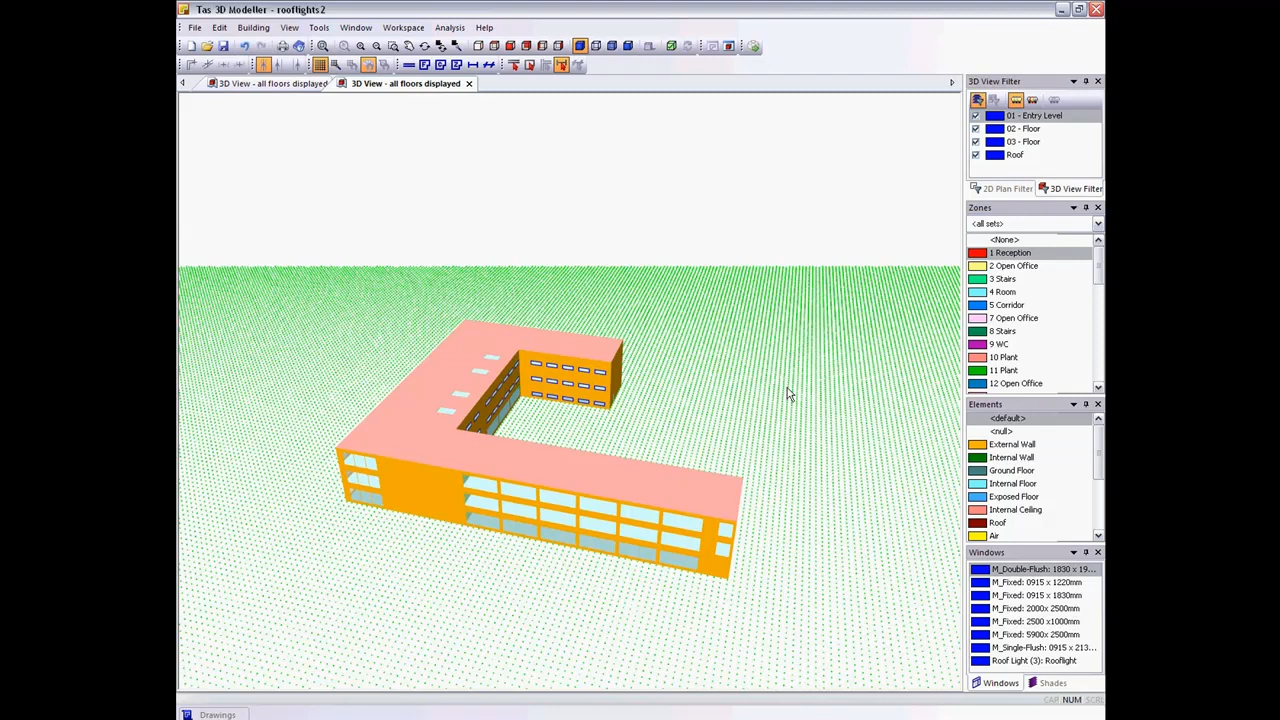 Tas 3D Modeller - rooflights2
File Edit Building View Tools Window Workspace Analysis Help
3D View - all floors displayed 3D View - all floors displayed
3D View Filter
01 - Entry Level
02 - Floor
03 - Floor
Roof
2D Plan Filter 3D View Filter
Zones
<all sets>
<None>
1 Reception
2 Open Office
3 Stairs
4 Room
5 Corridor
7 Open Office
8 Stairs
9 WC
10 Plant
11 Plant
12 Open Office
Elements
<default>
<null>
External Wall
Internal Wall
Ground Floor
Internal Floor
Exposed Floor
Internal Ceiling
Roof
Air
Windows
M_Double-Flush: 1830 x 19...
M_Fixed: 0915 x 1220mm
M_Fixed: 0915 x 1830mm
M_Fixed: 2000x 2500mm
M_Fixed: 2500 x1000mm
M_Fixed: 5900x 2500mm
M_Single-Flush: 0915 x 213...
Roof Light (3): Rooflight
Windows Shades
CAP NUM SCRL
Drawings